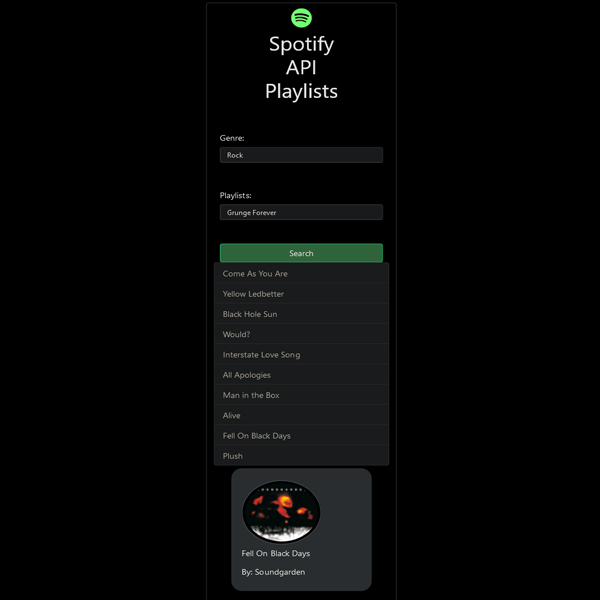 Spotify
API
Playlists
Genre:
Rock
Playlists:
Grunge Forever
Search
Come As You Are
Yellow Ledbetter
Black Hole Sun
Would?
Interstate Love Song
All Apologies
Man in the Box
Alive
Fell On Black Days
Plush
Fell On Black Days
By: Soundgarden